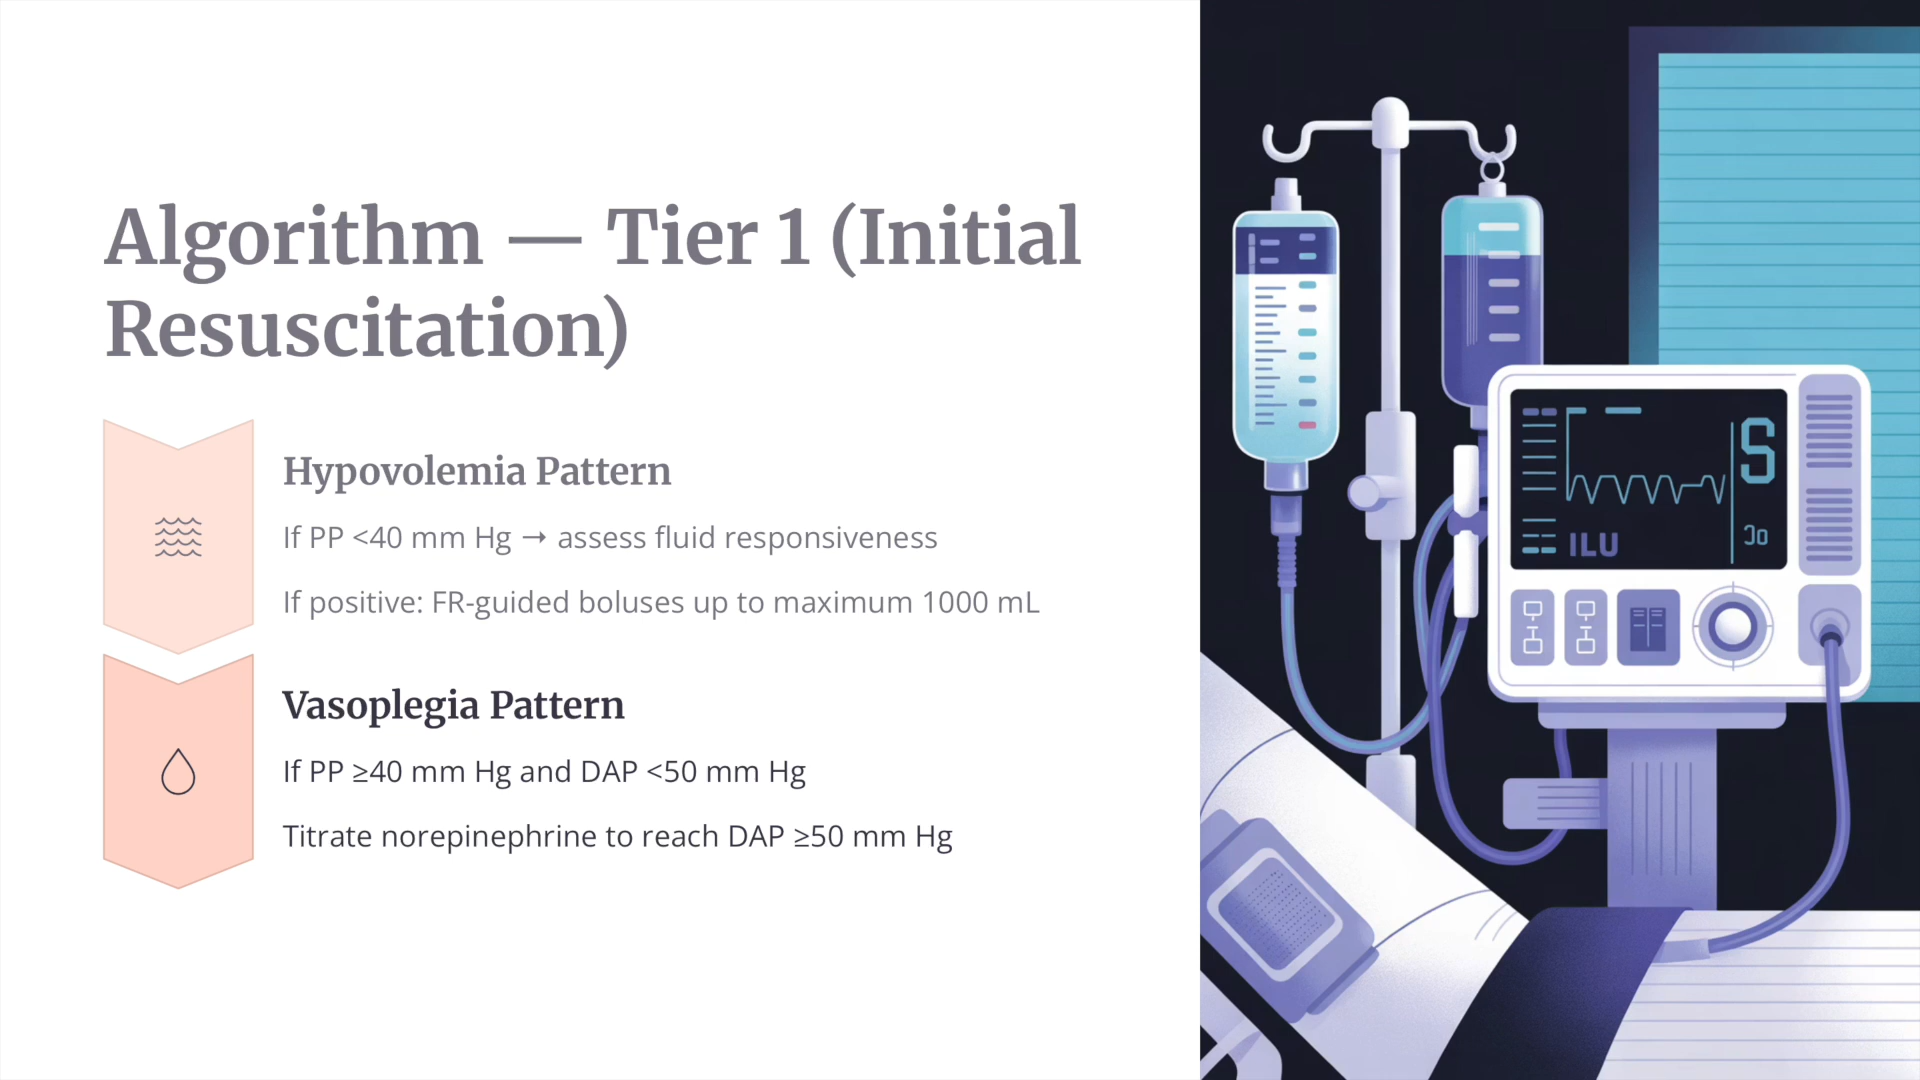 Algorithm — Tier 1 (Initial
Resuscitation)
Hypovolemia Pattern
If PP <40 mm Hg → assess fluid responsiveness
If positive: FR-guided boluses up to maximum 1000 mL
Vasoplegia Pattern
If PP ≥40 mm Hg and DAP <50 mm Hg
Titrate norepinephrine to reach DAP ≥50 mm Hg
S
ILU